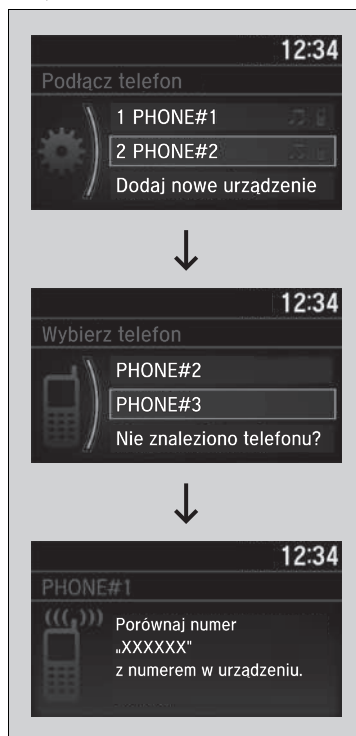 12:34
Podłącz telefon
1 PHONE#1
2 PHONE#2
Dodaj nowe urządzenie
12:34
Wybierz telefon
PHONE#2
PHONE#3
Nie znaleziono telefonu?
12:34
PHONE#1
Porównaj numer
„XXXXXX"
z numerem w urządzeniu.